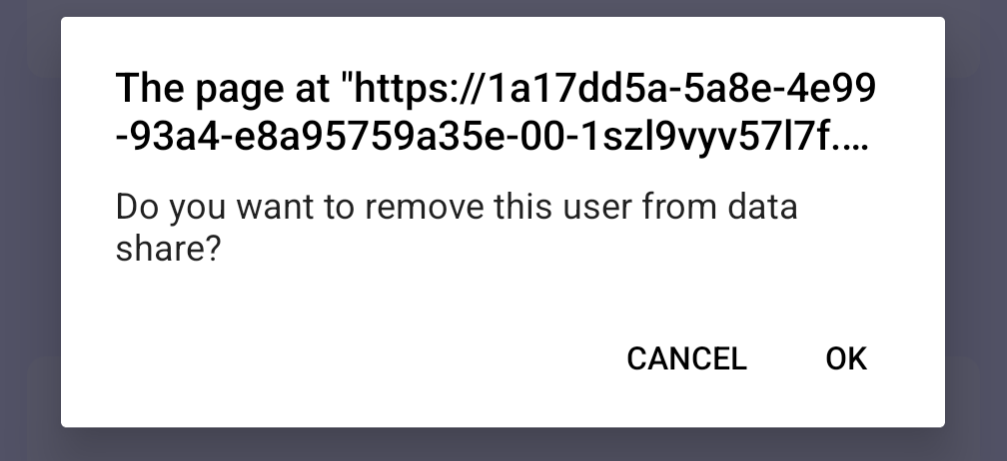 The page at "https://1a17dd5a-5a8e-4e99
-93a4-e8a95759a35e-00-1szl9vyv57l7f.…
Do you want to remove this user from data
share?
CANCEL OK